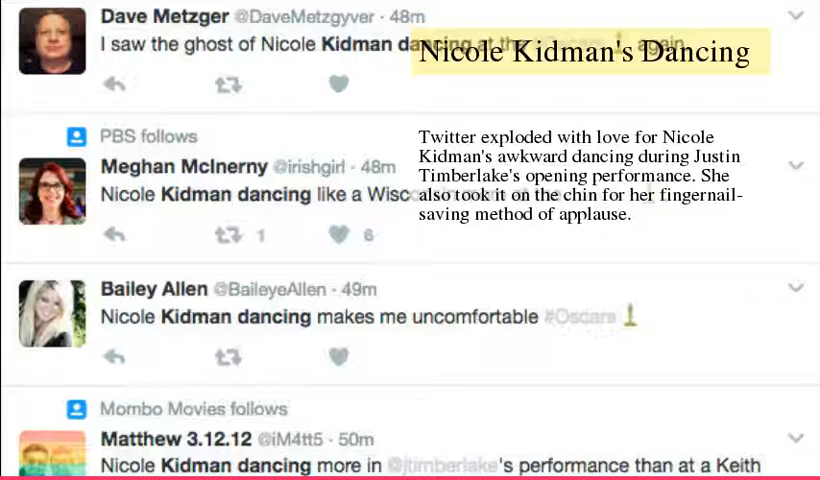 Dave Metzger @DaveMetzgyver · 48m
I saw the ghost of Nicole Kidman dancing at the again
Nicole Kidman's Dancing
PBS follows
Meghan McInerny @irishgirl · 48m
Nicole Kidman dancing like a Wisc
1 6
Twitter exploded with love for Nicole
Kidman's awkward dancing during Justin
Timberlake's opening performance. She
also took it on the chin for her fingernail-
saving method of applause.
Bailey Allen @BaileyeAllen · 49m
Nicole Kidman dancing makes me uncomfortable #Oscars
Mombo Movies follows
Matthew 3.12.12 @iM4tt5 · 50m
Nicole Kidman dancing more in @jtimberlake's performance than at a Keith